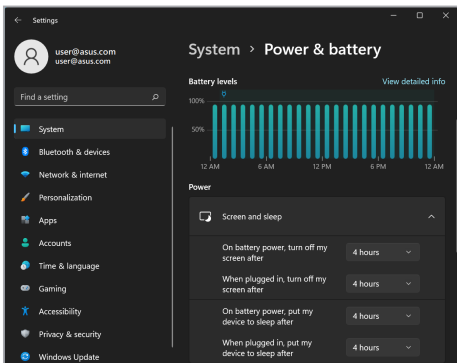 Settings
user@asus.com
user@asus.com
Find a setting
System
Bluetooth & devices
Network & internet
Personalization
Apps
Accounts
Time & language
Gaming
Accessibility
Privacy & security
Windows Update
System > Power & battery
Battery levels
View detailed info
100%
50%
12 AM 6 AM 12 PM 6 PM 12 AM
Power
Screen and sleep
On battery power, turn off my
screen after
4 hours
When plugged in, turn off my
screen after
4 hours
On battery power, put my
device to sleep after
4 hours
When plugged in, put my
device to sleep after
4 hours